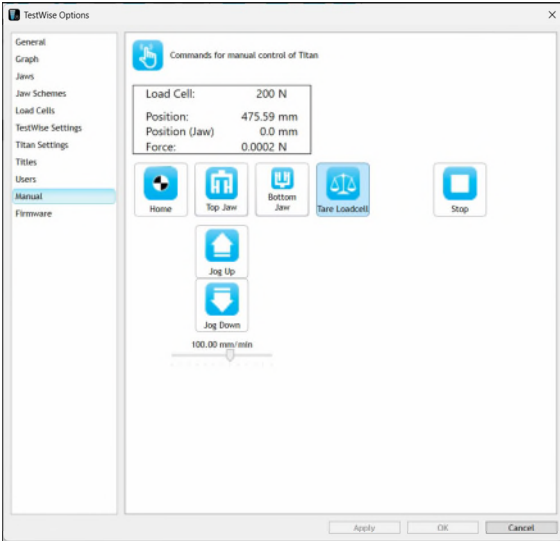 TestWise Options
General
Graph
Jaws
Jaw Schemes
Load Cells
TestWise Settings
Titan Settings
Titles
Users
Manual
Firmware
Commands for manual control of Titan
Load Cell: 200 N
Position: 475.59 mm
Position (Jaw) 0.0 mm
Force: 0.0002 N
Home
Top Jaw
Bottom
Jaw
Tare Loadcell
Stop
Jog Up
Jog Down
100.00 mm/min
Apply
OK
Cancel